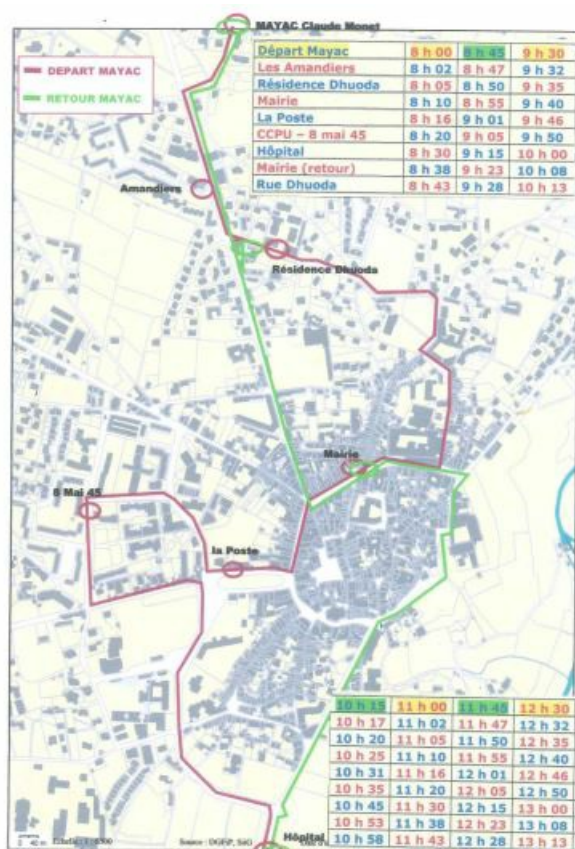 MAYAC Claude Monet
DEPART MAYAC
RETOUR MAYAC
Départ Mayac 8 h 00 8 h 45 9 h 30
Les Amandiers 8 h 02 8 h 47 9 h 32
Résidence Dhuoda 8 h 05 8 h 50 9 h 35
Mairie 8 h 10 8 h 55 9 h 40
La Poste 8 h 16 9 h 01 9 h 46
CCPU – 8 mai 45 8 h 20 9 h 05 9 h 50
Hôpital 8 h 30 9 h 15 10 h 00
Mairie (retour) 8 h 38 9 h 23 10 h 08
Rue Dhuoda 8 h 43 9 h 28 10 h 13
Amandiers
Résidence Dhuoda
Mairie
8 Mai 45
la Poste
10 h 15 11 h 00 11 h 45 12 h 30
10 h 17 11 h 02 11 h 47 12 h 32
10 h 20 11 h 05 11 h 50 12 h 35
10 h 25 11 h 10 11 h 55 12 h 40
10 h 31 11 h 16 12 h 01 12 h 46
10 h 35 11 h 20 12 h 05 12 h 50
10 h 45 11 h 30 12 h 15 13 h 00
10 h 53 11 h 38 12 h 23 13 h 08
10 h 58 11 h 43 12 h 28 13 h 13
Hôpital
Source : DGFiP,